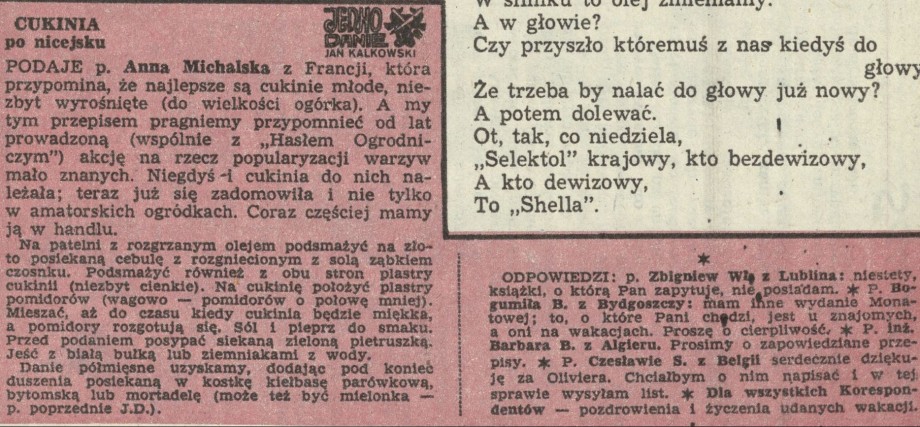 CUKINIA
po nicejsku
JEDNO
DANIE
JAN KALKOWSKI
PODAJE p. Anna Michalska z Francji, która
przypomina, że najlepsze są cukinie młode, nie-
zbyt wyrośnięte (do wielkości ogórka). A my
tym przepisem pragniemy przypomnieć od lat
prowadzoną (wspólnie z „Hasłem Ogrodni-
czym”) akcję na rzecz popularyzacji warzyw
mało znanych. Niegdyś i cukinia do nich na-
leżała; teraz już się zadomowiła i nie tylko
w amatorskich ogródkach. Coraz częściej mamy
ją w handlu.
Na patelni z rozgrzanym olejem podsmażyć na zło-
to posiekaną cebulę z rozgniecionym z solą ząbkiem
czosnku. Podsmażyć również z obu stron plastry
cukinii (niezbyt cienkie). Na cukinię położyć plastry
pomidorów (wagowo — pomidorów o połowę mniej).
Mieszać, aż do czasu kiedy cukinia będzie miękka,
a pomidory rozgotują się. Sól i pieprz do smaku.
Przed podaniem posypać siekaną zieloną pietruszką.
Jeść z białą bułką lub ziemniakami z wody.
Danie półmięsne uzyskamy, dodając pod koniec
duszenia posiekaną w kostkę kiełbasę parówkową,
bytomską lub mortadelę (może też być mielonka —
p. poprzednie J.D.).
W silniku to olej zmieniamy.
A w głowie?
Czy przyszło któremuś z nas kiedyś do
głowy
Że trzeba by nalać do głowy już nowy?
A potem dolewać.
Ot, tak, co niedziela,
„Selektol” krajowy, kto bezdewizowy,
A kto dewizowy,
To „Shella”.
★
ODPOWIEDZI: p. Zbigniew Wł. z Lublina: niestety,
książki, o którą Pan zapytuje, nie posiadam. ★ P. Bo-
gumiła B. z Bydgoszczy: mam inne wydanie Mona-
towej; to, o które Pani chodzi, jest u znajomych,
a oni na wakacjach. Proszę o cierpliwość. ★ P. inż.
Barbara B. z Algieru. Prosimy o zapowiedziane prze-
pisy. ★ P. Czesławie S. z Belgii serdecznie dzięku-
ję za Oliviera. Chciałbym o nim napisać i w tej
sprawie wysyłam list. ★ Dla wszystkich Korespon-
dentów — pozdrowienia i życzenia udanych wakacji.